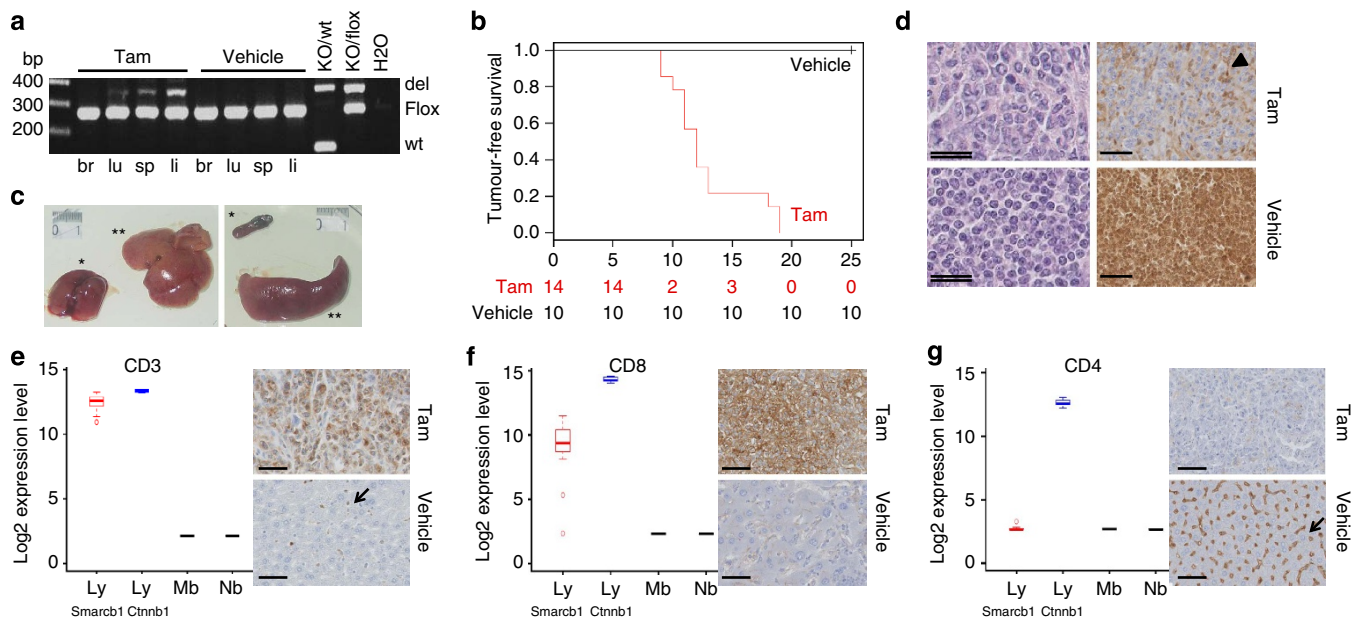 a
bp
Tam
Vehicle
KO/wt
KO/flox
H2O
400
300
200
del
Flox
wt
br lu sp li br lu sp li
b
Tumour-free survival
1.0
0.8
0.6
0.4
0.2
0.0
Vehicle
Tam
0 5 10 15 20 25
Tam 14 14 2 3 0 0
Vehicle 10 10 10 10 10 10
c
0 1
*
**
*
0 1
**
d
Tam
Vehicle
e
CD3
Log2 expression level
15
10
5
0
Ly Ly Mb Nb
Smarcb1 Ctnnb1
Tam
Vehicle
f
CD8
Log2 expression level
15
10
5
0
Ly Ly Mb Nb
Smarcb1 Ctnnb1
Tam
Vehicle
g
CD4
Log2 expression level
15
10
5
0
Ly Ly Mb Nb
Smarcb1 Ctnnb1
Tam
Vehicle